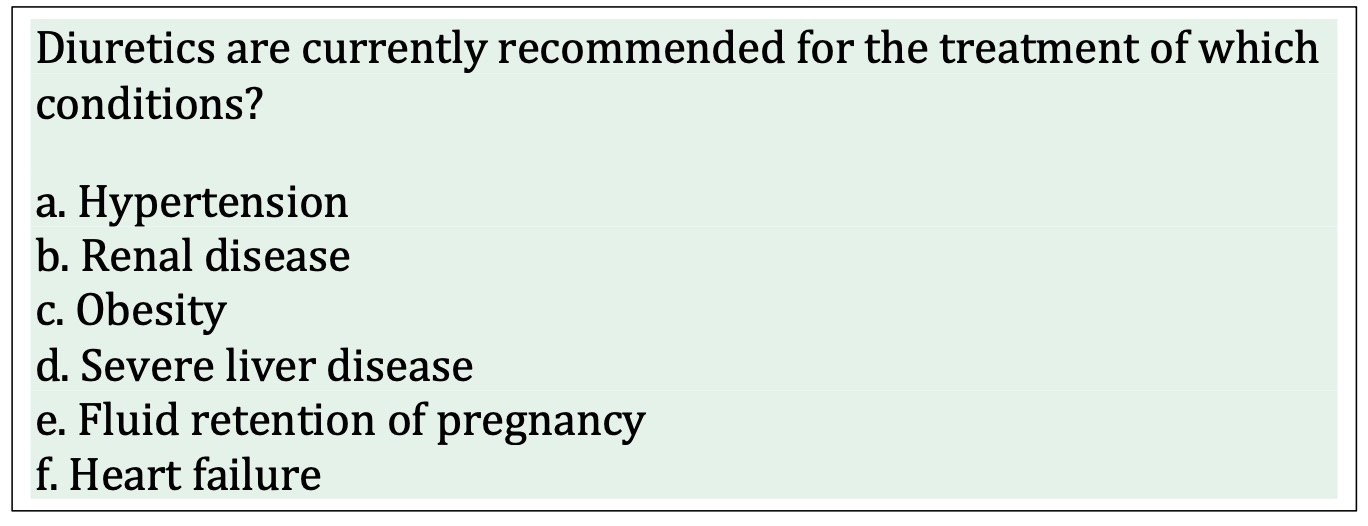 Diuretics are currently recommended for the treatment of which
conditions?
a. Hypertension
b. Renal disease
c. Obesity
d. Severe liver disease
e. Fluid retention of pregnancy
f. Heart failure